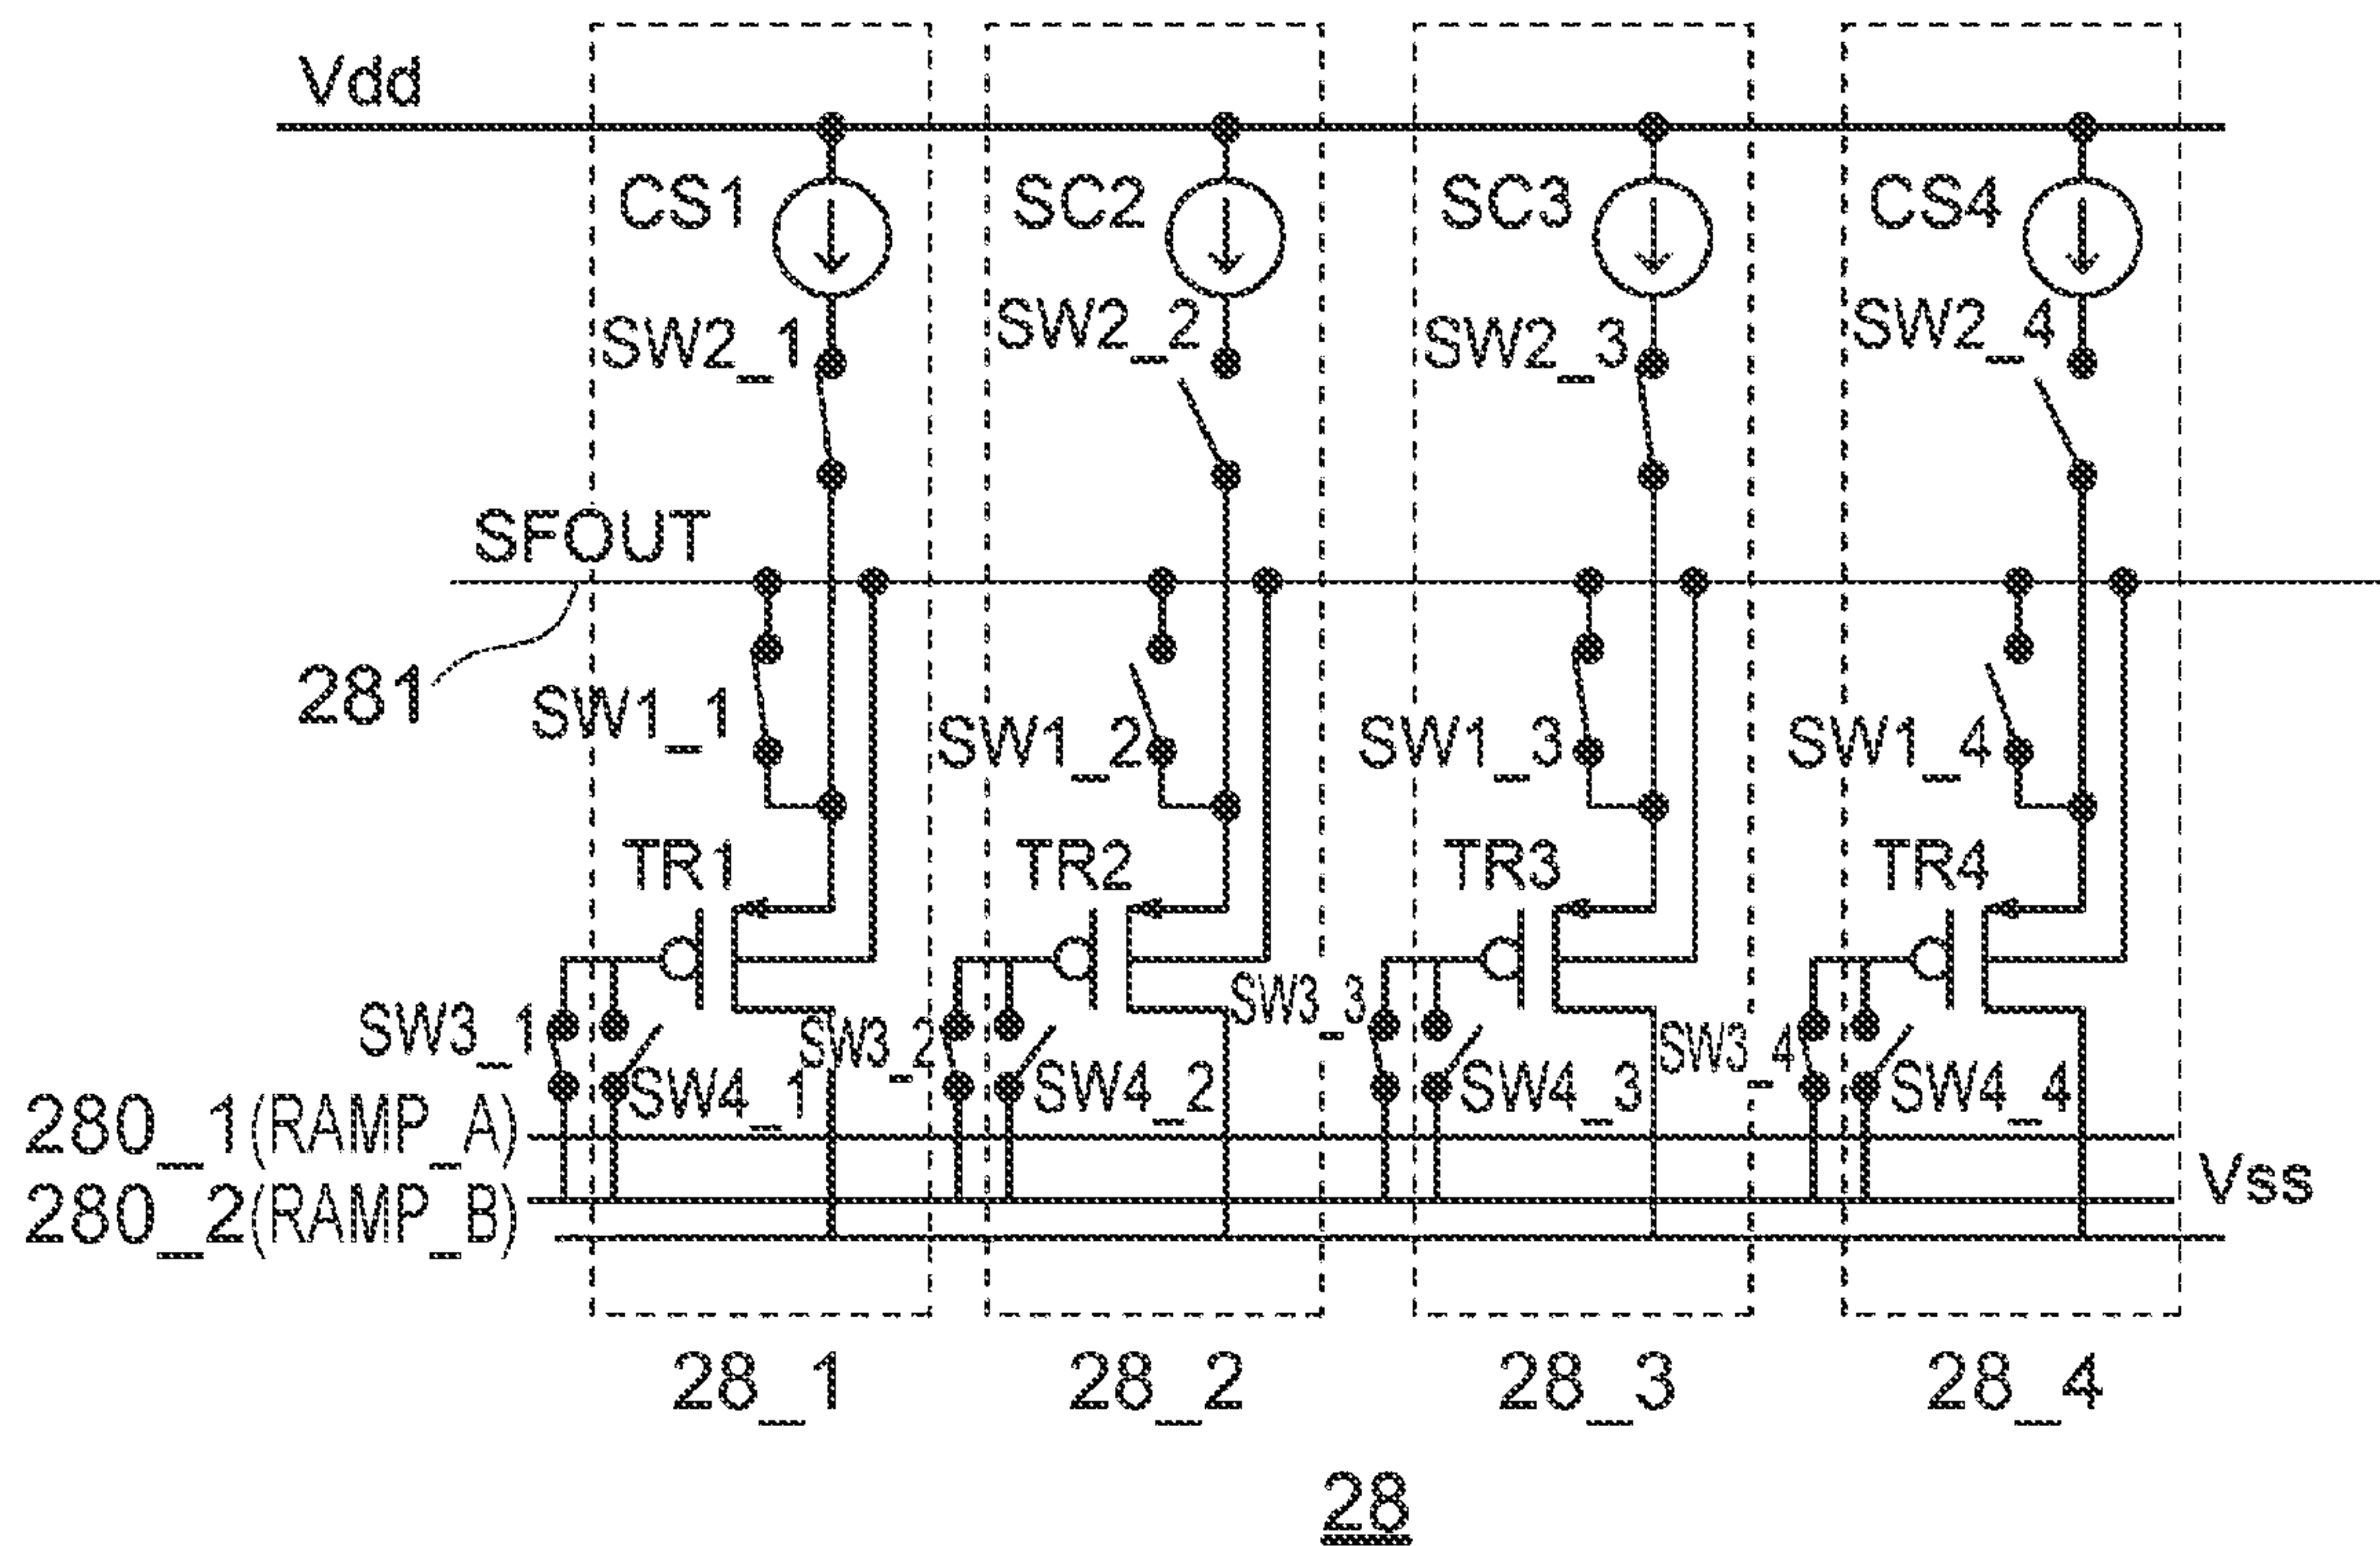 Vdd
CS1
SC2
SC3
CS4
SW2_1
SW2_2
SW2_3
SW2_4
SFOUT
281
SW1_1
SW1_2
SW1_3
SW1_4
TR1
TR2
TR3
TR4
SW3_1
SW3_2
SW3_3
SW3_4
SW4_1
SW4_2
SW4_3
SW4_4
280_1(RAMP_A)
280_2(RAMP_B)
Vss
28_1
28_2
28_3
28_4
28